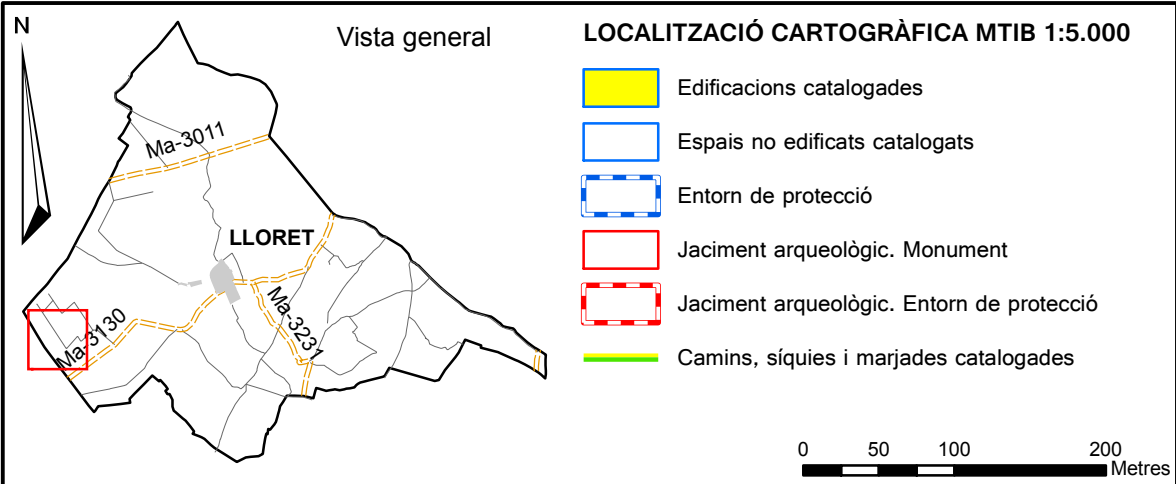 N
Vista general
Ma-3011
LLORET
Ma-3130
Ma-3231
LOCALITZACIÓ CARTOGRÀFICA MTIB 1:5.000
Edificacions catalogades
Espais no edificats catalogats
Entorn de protecció
Jaciment arqueològic. Monument
Jaciment arqueològic. Entorn de protecció
Camins, síquies i marjades catalogades
0 50 100 200
Metres